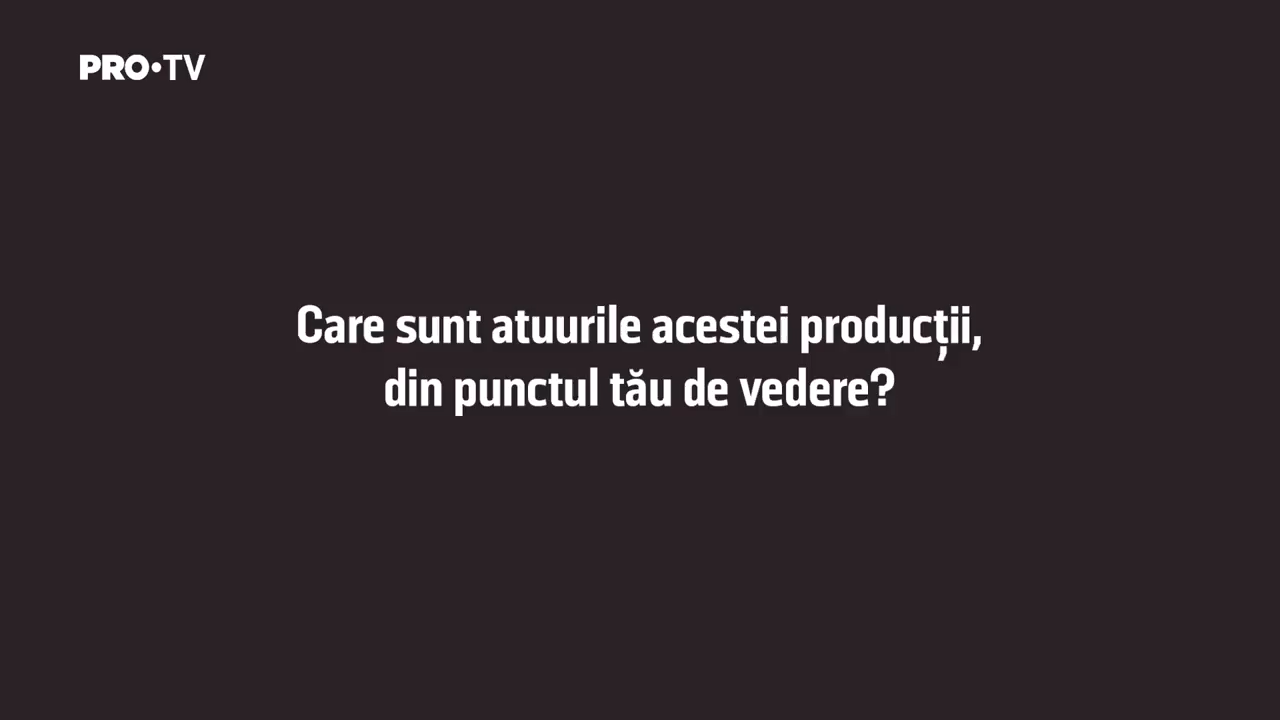 PRO•TV
Care sunt atuurile acestei producții,
din punctul tău de vedere?